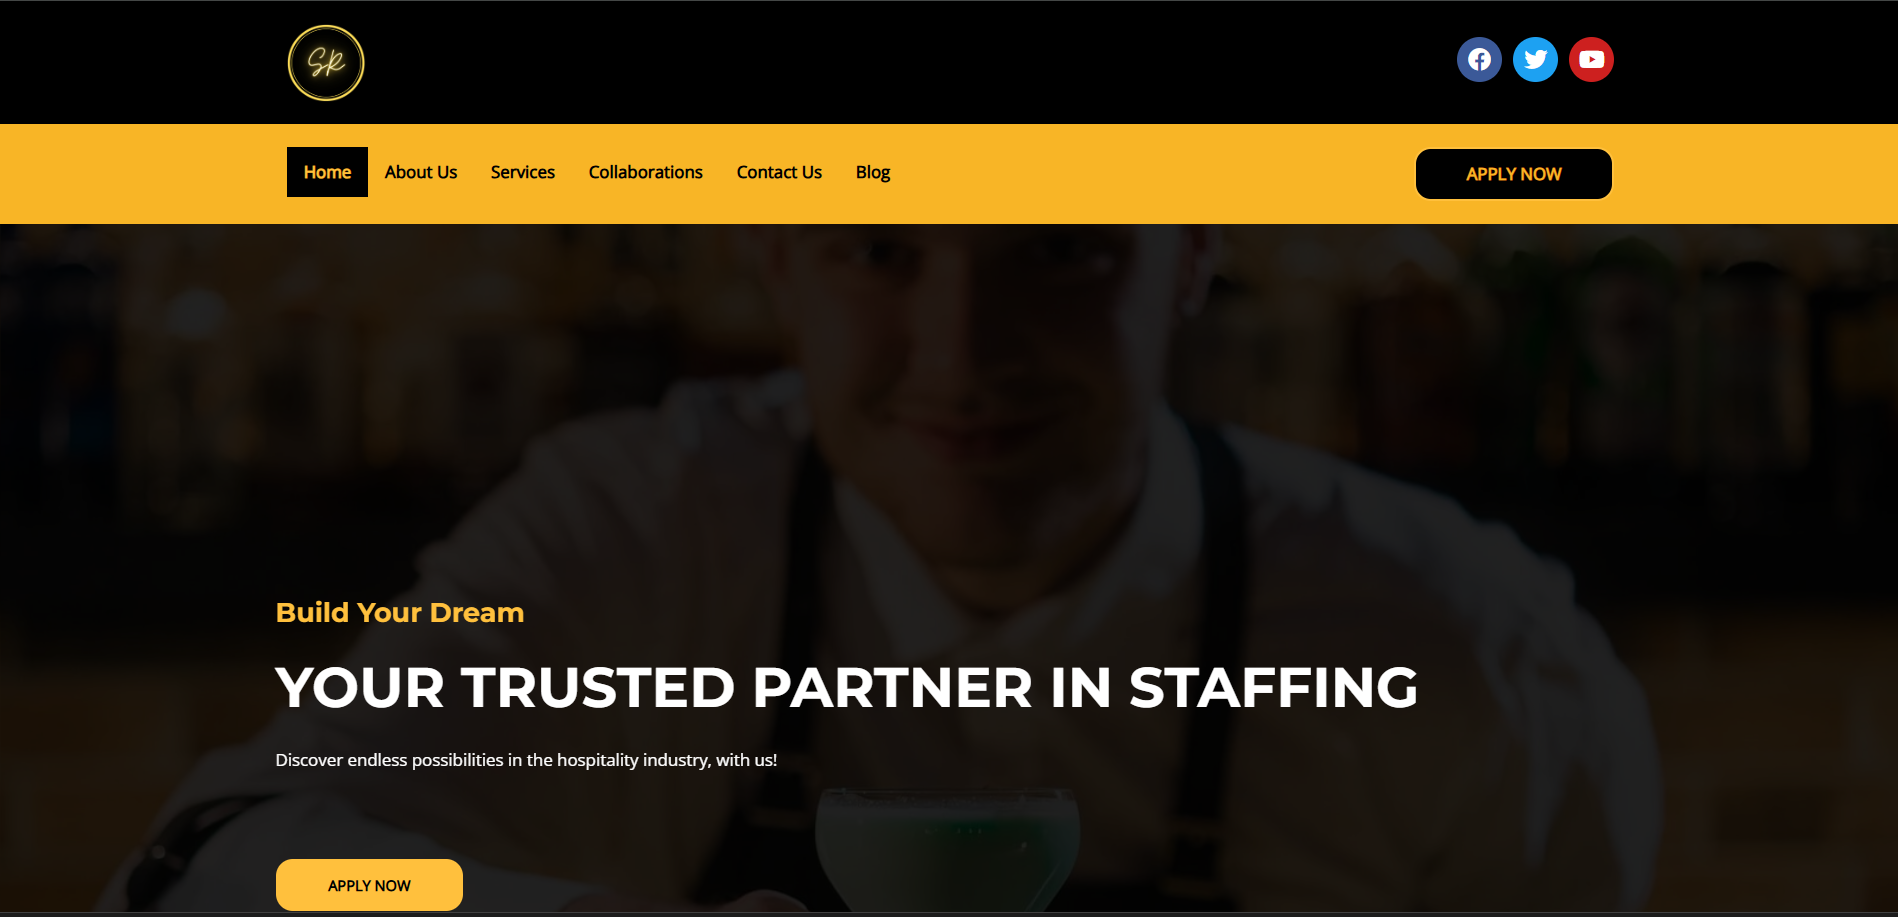 SR
Home About Us Services Collaborations Contact Us Blog APPLY NOW
Build Your Dream
YOUR TRUSTED PARTNER IN STAFFING
Discover endless possibilities in the hospitality industry, with us!
APPLY NOW